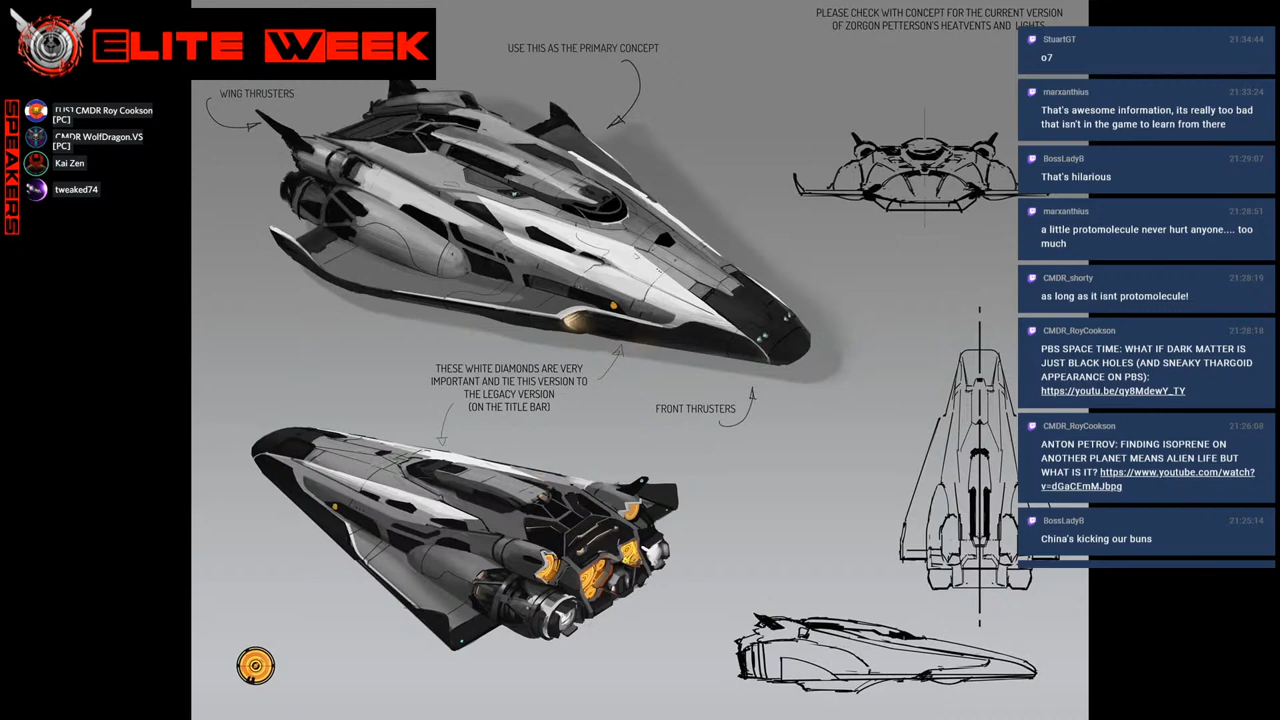 ELITE WEEK
SPEAKERS
[US] CMDR Roy Cookson
[PC]
CMDR WolfDragon.VS
[PC]
Kai Zen
tweaked74
PLEASE CHECK WITH CONCEPT FOR THE CURRENT VERSION
OF ZORGON PETTERSON'S HEATVENTS AND LIGHTS
USE THIS AS THE PRIMARY CONCEPT
WING THRUSTERS
THESE WHITE DIAMONDS ARE VERY
IMPORTANT AND TIE THIS VERSION TO
THE LEGACY VERSION
(ON THE TITLE BAR)
FRONT THRUSTERS
StuartGT 21:34:44
o7
marxanthius 21:33:24
That's awesome information, its really too bad
that isn't in the game to learn from there
BossLadyB 21:29:07
That's hilarious
marxanthius 21:28:51
a little protomolecule never hurt anyone.... too
much
CMDR_shorty 21:28:19
as long as it isnt protomolecule!
CMDR_RoyCookson 21:28:18
PBS SPACE TIME: WHAT IF DARK MATTER IS
JUST BLACK HOLES (AND SNEAKY THARGOID
APPEARANCE ON PBS):
https://youtu.be/qy8MdewY_TY
CMDR_RoyCookson 21:26:08
ANTON PETROV: FINDING ISOPRENE ON
ANOTHER PLANET MEANS ALIEN LIFE BUT
WHAT IS IT? https://www.youtube.com/watch?
v=dGaCEmMJbpg
BossLadyB 21:25:14
China's kicking our buns